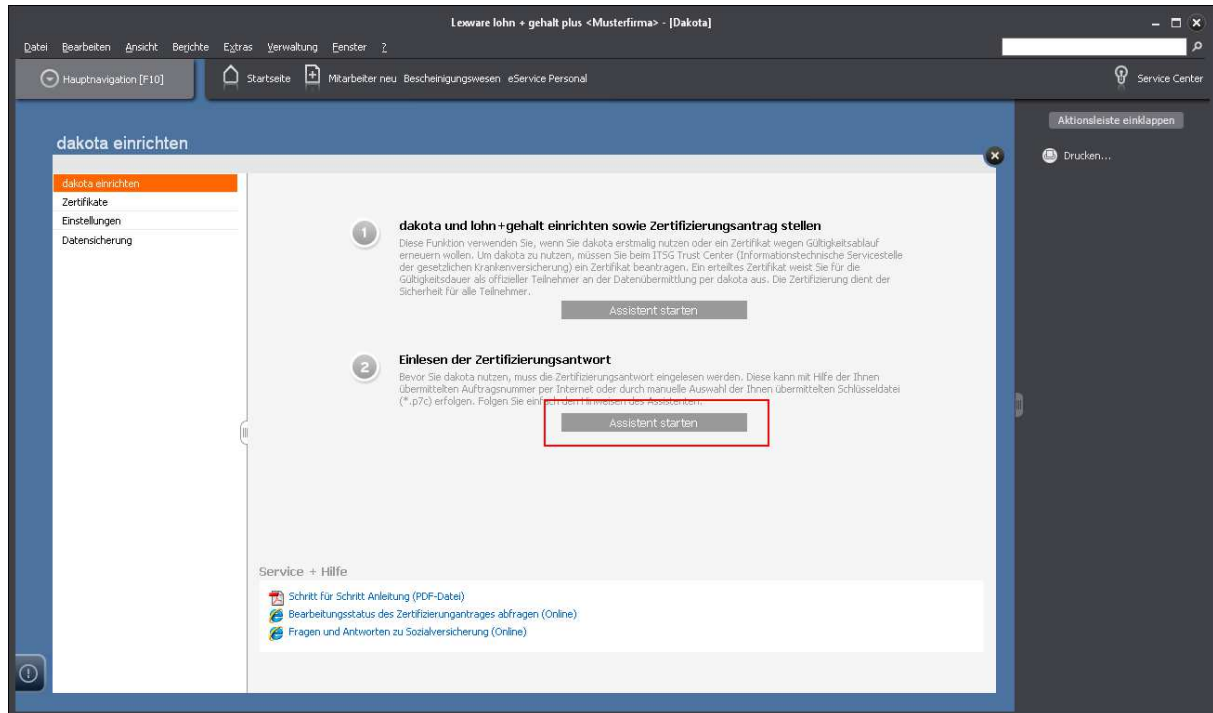 Lexware lohn + gehalt plus <Musterfirma> - [Dakota]
Datei Bearbeiten Ansicht Berichte Extras Verwaltung Fenster ?
Hauptnavigation [F10] Startseite Mitarbeiter neu Bescheinigungswesen eService Personal Service Center
Aktionsleiste einklappen
Drucken...
dakota einrichten
dakota einrichten
Zertifikate
Einstellungen
Datensicherung
1 dakota und lohn+gehalt einrichten sowie Zertifizierungsantrag stellen
Diese Funktion verwenden Sie, wenn Sie dakota erstmalig nutzen oder ein Zertifikat wegen Gültigkeitsablauf
erneuern wollen. Um dakota zu nutzen, müssen Sie beim ITSG Trust Center (Informationstechnische Servicestelle
der gesetzlichen Krankenversicherung) ein Zertifikat beantragen. Ein erteiltes Zertifikat weist Sie für die
Gültigkeitsdauer als offizieller Teilnehmer an der Datenübermittlung per dakota aus. Die Zertifizierung dient der
Sicherheit für alle Teilnehmer.
Assistent starten
2 Einlesen der Zertifizierungsantwort
Bevor Sie dakota nutzen, muss die Zertifizierungsantwort eingelesen werden. Diese kann mit Hilfe der Ihnen
übermittelten Auftragsnummer per Internet oder durch manuelle Auswahl der Ihnen übermittelten Schlüsseldatei
(*.p7c) erfolgen. Folgen Sie einfach den Hinweisen des Assistenten.
Assistent starten
Service + Hilfe
Schritt für Schritt Anleitung (PDF-Datei)
Bearbeitungsstatus des Zertifizierungantrages abfragen (Online)
Fragen und Antworten zu Sozialversicherung (Online)